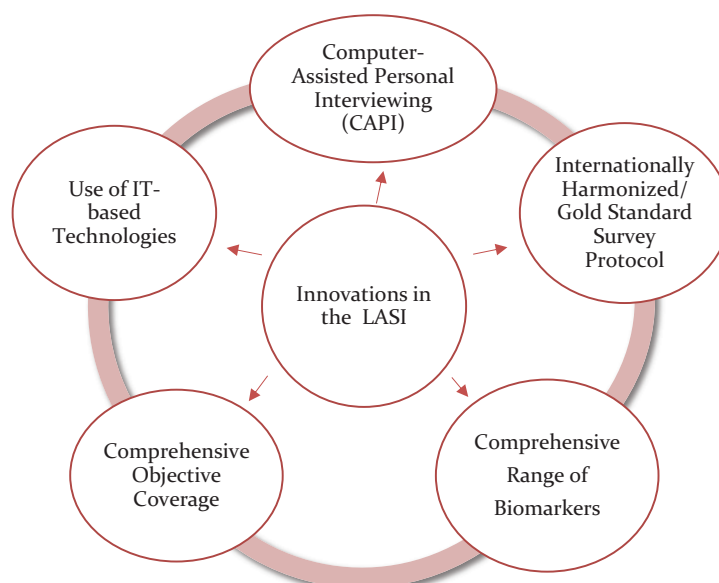 Computer-
Assisted Personal
Interviewing
(CAPI)
Internationally
Harmonized/
Gold Standard
Survey
Protocol
Comprehensive
Range of
Biomarkers
Comprehensive
Objective
Coverage
Use of IT-
based
Technologies
Innovations in
the LASI